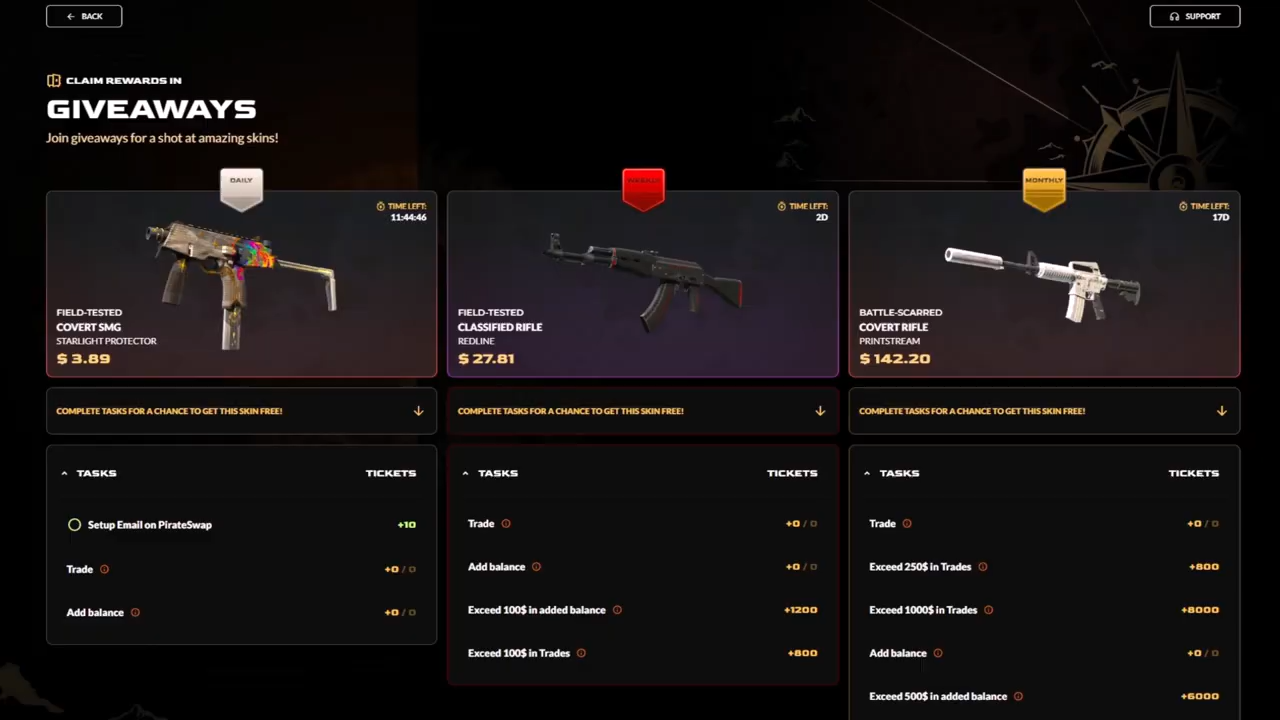 BACK
SUPPORT
CLAIM REWARDS IN
GIVEAWAYS
Join giveaways for a shot at amazing skins!
DAILY
TIME LEFT:
11:44:46
FIELD-TESTED
COVERT SMG
STARLIGHT PROTECTOR
$ 3.89
WEEKLY
TIME LEFT:
2D
FIELD-TESTED
CLASSIFIED RIFLE
REDLINE
$ 27.81
MONTHLY
TIME LEFT:
17D
BATTLE-SCARRED
COVERT RIFLE
PRINTSTREAM
$ 142.20
COMPLETE TASKS FOR A CHANCE TO GET THIS SKIN FREE!
COMPLETE TASKS FOR A CHANCE TO GET THIS SKIN FREE!
COMPLETE TASKS FOR A CHANCE TO GET THIS SKIN FREE!
TASKS TICKETS
Setup Email on PirateSwap +10
Trade +0 / 0
Add balance +0 / 0
TASKS TICKETS
Trade +0 / 0
Add balance +0 / 0
Exceed 100$ in added balance +1200
Exceed 100$ in Trades +800
TASKS TICKETS
Trade +0 / 0
Exceed 250$ in Trades +800
Exceed 1000$ in Trades +8000
Add balance +0 / 0
Exceed 500$ in added balance +6000